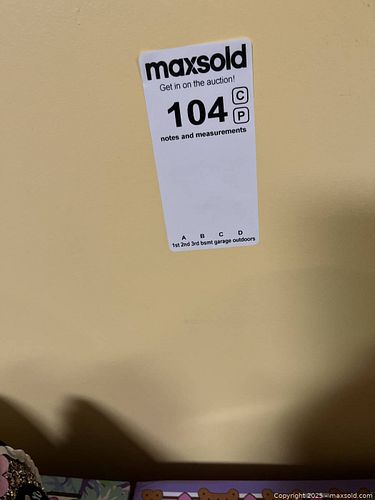 maxsold
Get in on the auction!
104 C
P
notes and measurements
A B C D
1st 2nd 3rd bsmt garage outdoors
Copyright 2025 - maxsold.com